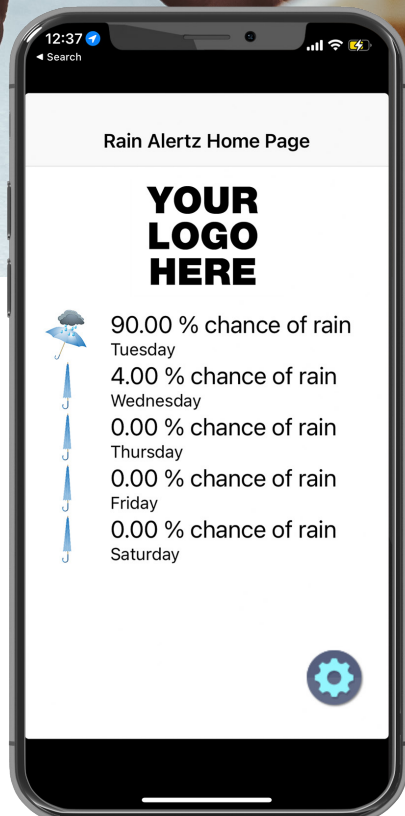 12:37
◀ Search
Rain Alertz Home Page
YOUR
LOGO
HERE
90.00 % chance of rain
Tuesday
4.00 % chance of rain
Wednesday
0.00 % chance of rain
Thursday
0.00 % chance of rain
Friday
0.00 % chance of rain
Saturday